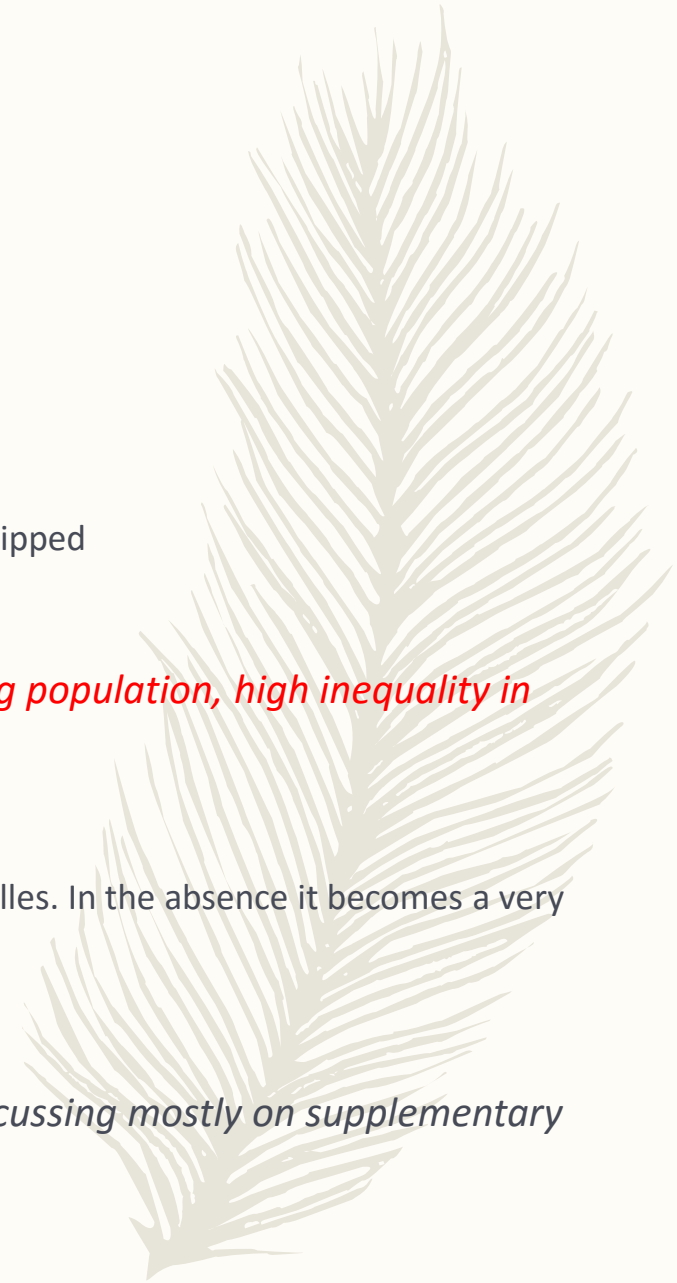 ipped
g population, high inequality in
lles. In the absence it becomes a very
cussing mostly on supplementary